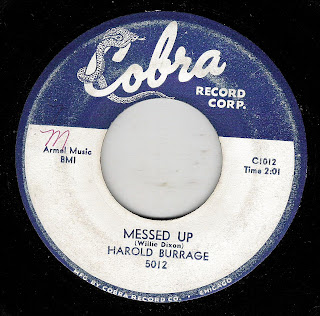 Cobra
RECORD
CORP.
M
Armel Music
BMI
C1012
Time 2:01
MESSED UP
(Willie Dixon)
HAROLD BURRAGE
5012
MFG. BY COBRA RECORD CO. • CHICAGO